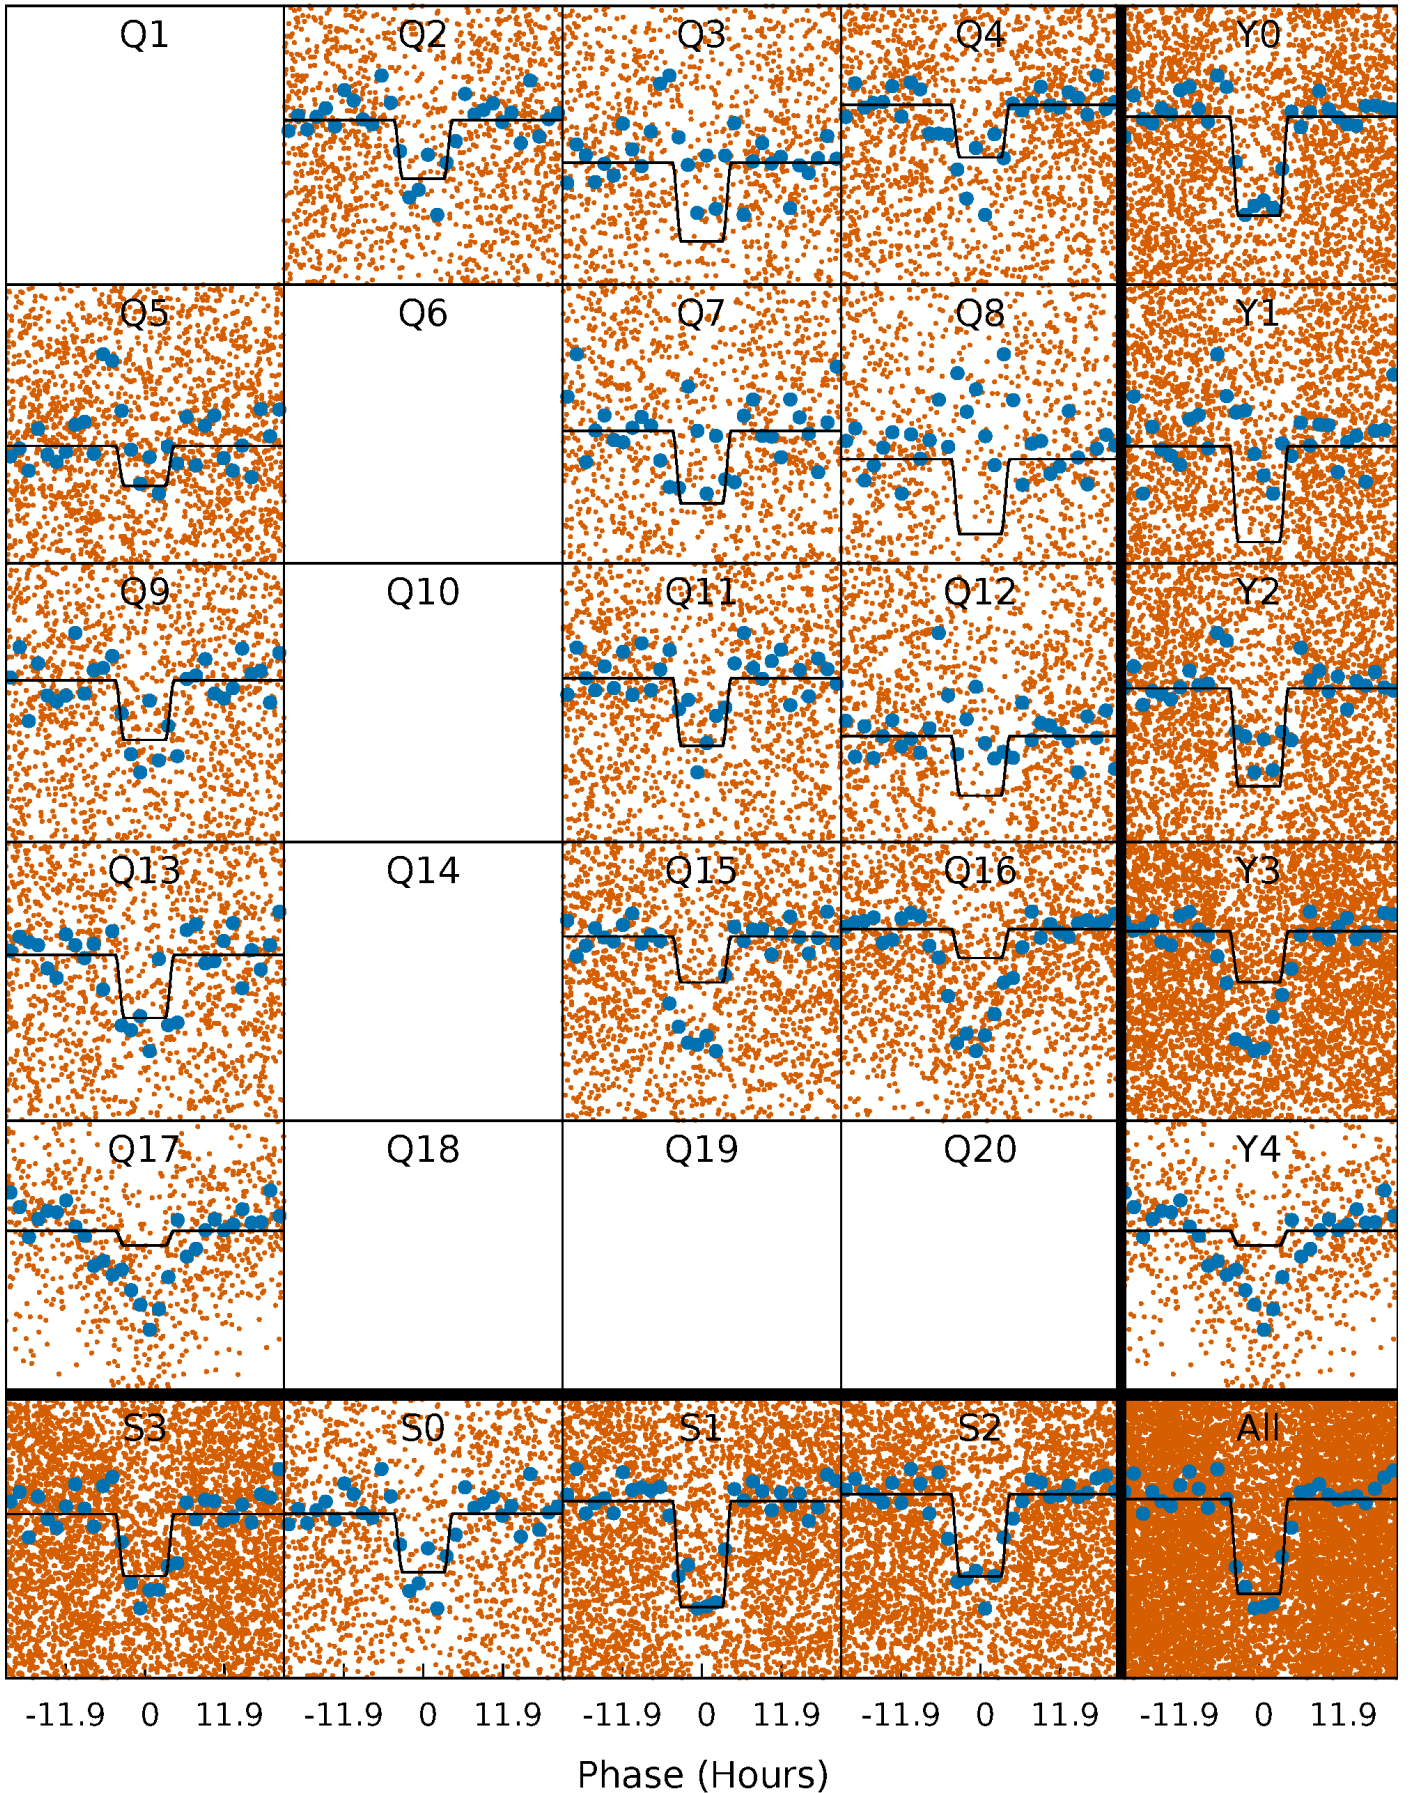 Q1 Q2 Q3 Q4 Y0
Q5 Q6 Q7 Q8 Y1
Q9 Q10 Q11 Q12 Y2
Q13 Q14 Q15 Q16 Y3
Q17 Q18 Q19 Q20 Y4
S3 S0 S1 S2 All
-11.9 0 11.9 -11.9 0 11.9 -11.9 0 11.9 -11.9 0 11.9 -11.9 0 11.9
Phase (Hours)